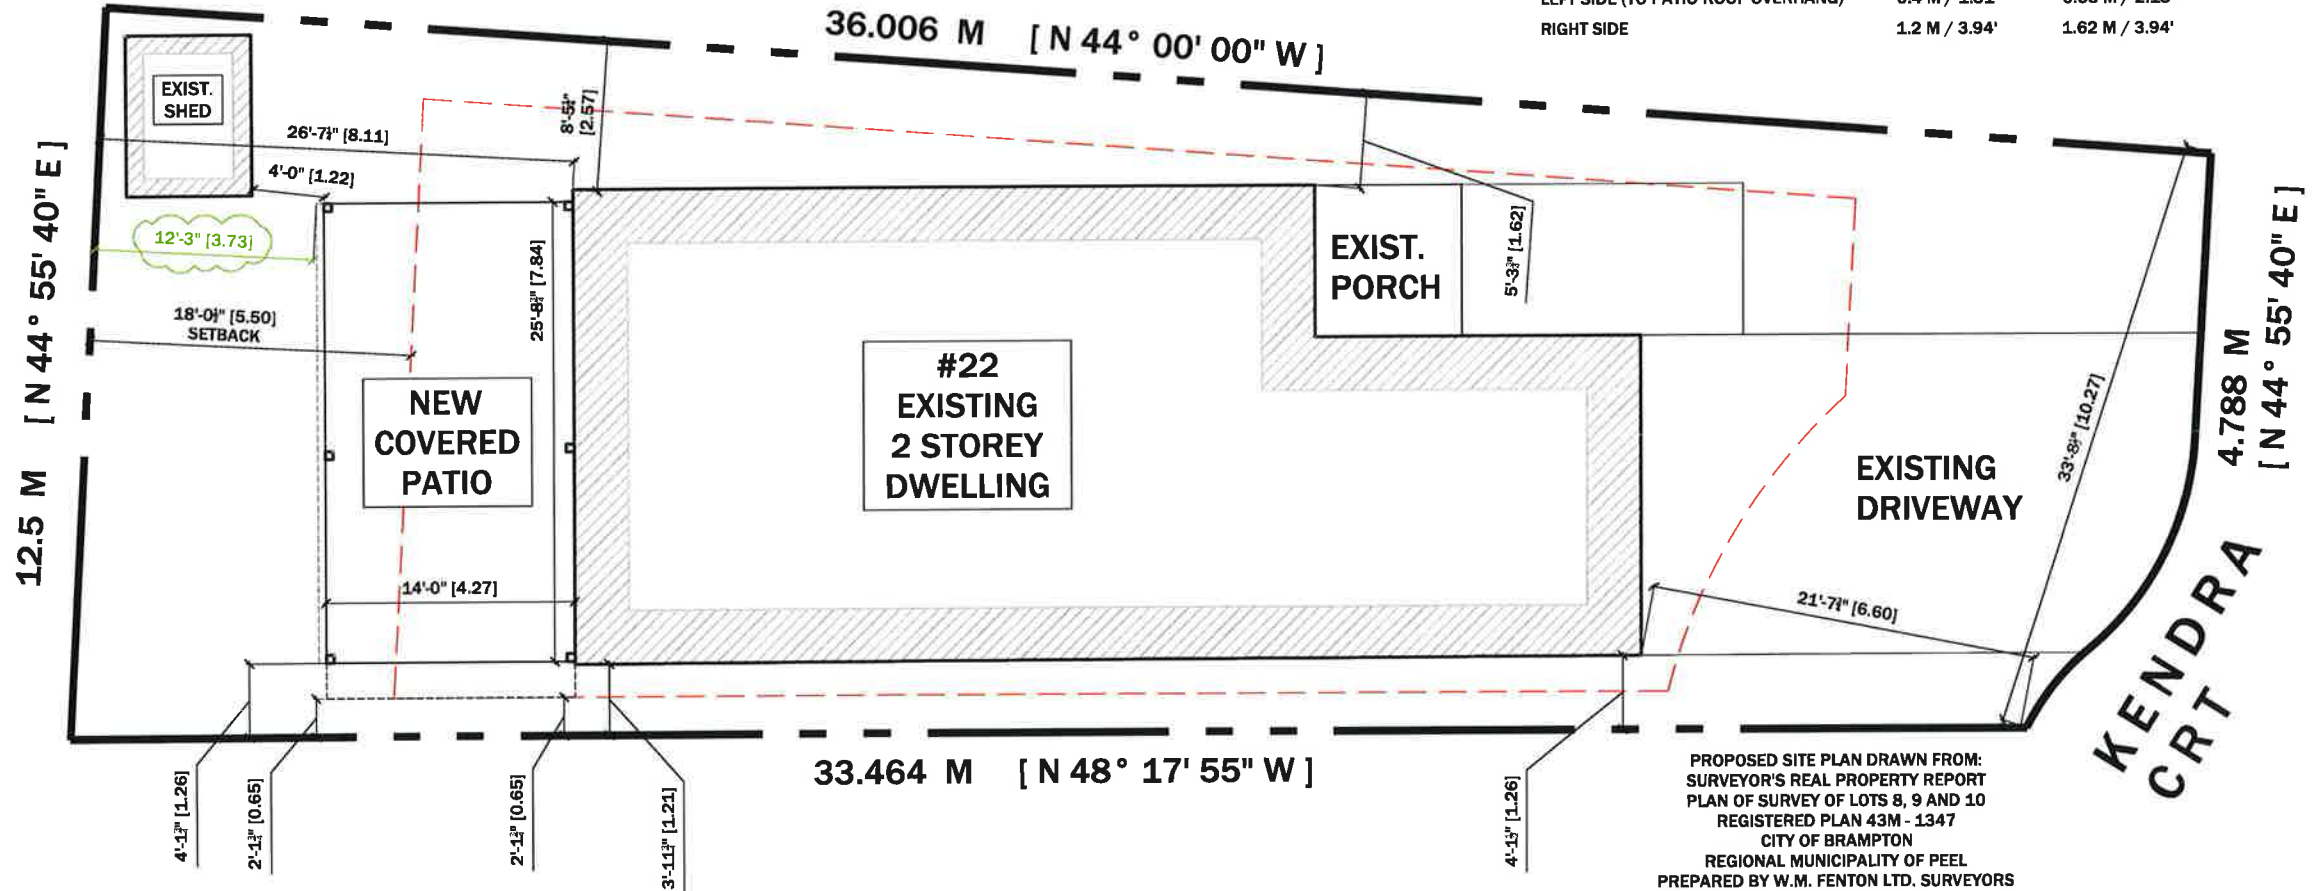 RIGHT SIDE 1.2 M / 3.94' 1.62 M / 3.94'
36.006 M [ N 44° 00' 00" W ]
EXIST.
SHED
26'-7¼" [8.11]
8'-5¼"
[2.57]
4'-0" [1.22]
12'-3" [3.73]
18'-0½" [5.50]
SETBACK
25'-8¾" [7.84]
EXIST.
PORCH
5'-3¾" [1.62]
12.5 M [ N 44° 55' 40" E ]
NEW
COVERED
PATIO
#22
EXISTING
2 STOREY
DWELLING
EXISTING
DRIVEWAY
33'-8½" [10.27]
4.788 M
[ N 44° 55' 40" E ]
14'-0" [4.27]
21'-7¾" [6.60]
KENDRA
CRT
4'-1¾" [1.26]
2'-1¾" [0.65]
2'-1¾" [0.65]
3'-11¾" [1.21]
4'-1½" [1.26]
33.464 M [ N 48° 17' 55" W ]
PROPOSED SITE PLAN DRAWN FROM:
SURVEYOR'S REAL PROPERTY REPORT
PLAN OF SURVEY OF LOTS 8, 9 AND 10
REGISTERED PLAN 43M - 1347
CITY OF BRAMPTON
REGIONAL MUNICIPALITY OF PEEL
PREPARED BY W.M. FENTON LTD. SURVEYORS